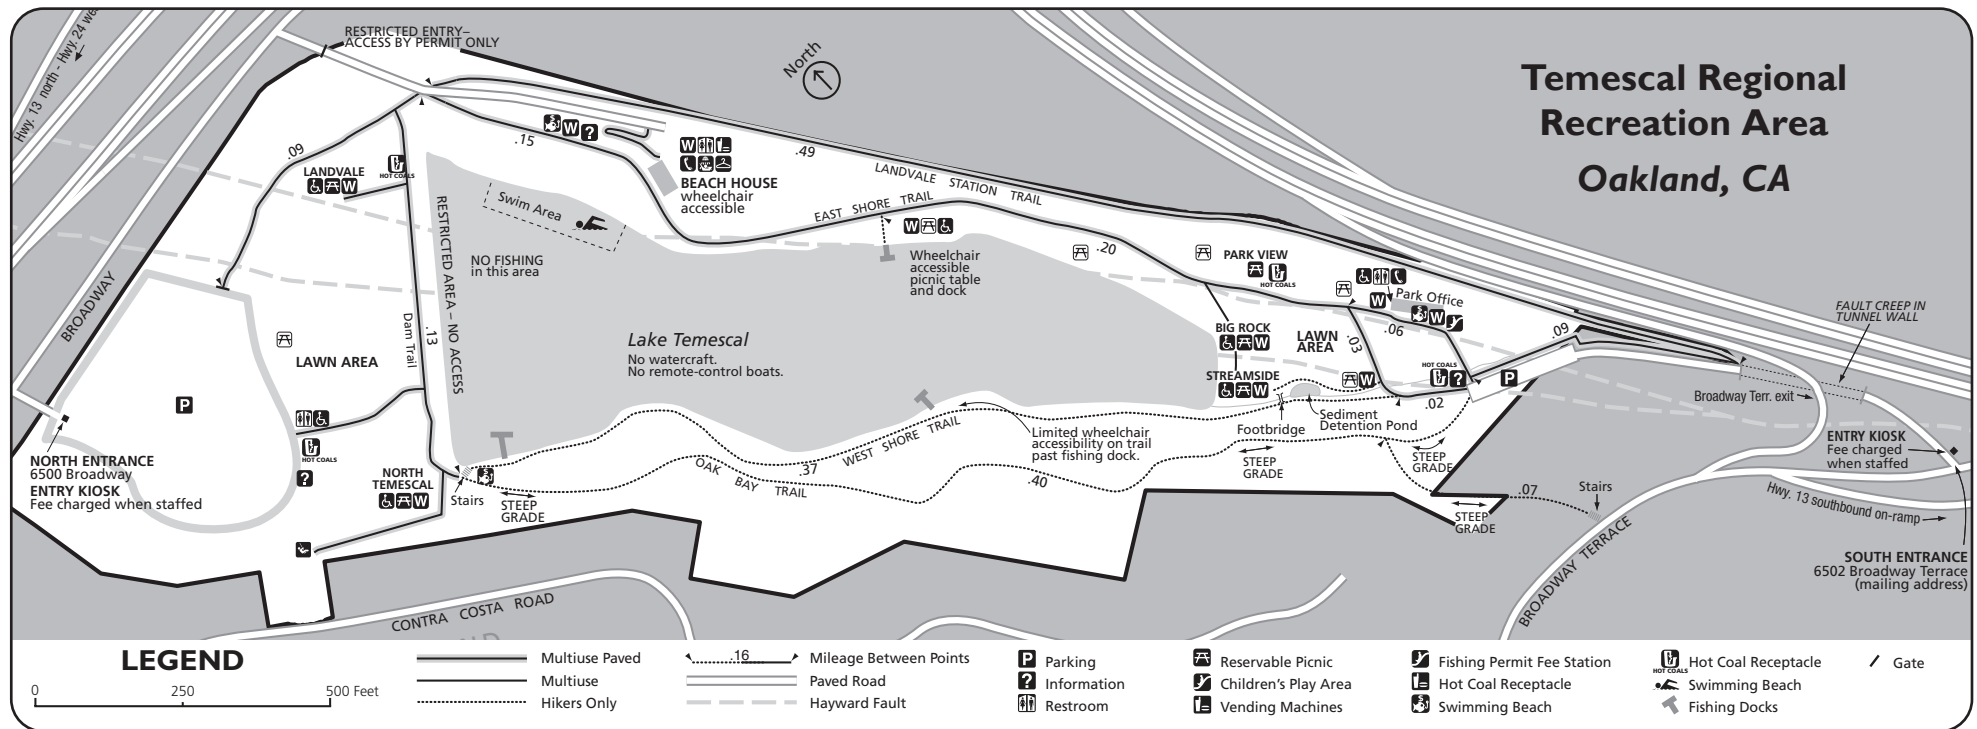 Hwy. 13 north - Hwy. 24 we
RESTRICTED ENTRY–
ACCESS BY PERMIT ONLY
North
Temescal Regional
Recreation Area
Oakland, CA
.09
.15
.49
LANDVALE
W
HOT COALS
W
?
W
BEACH HOUSE
wheelchair
accessible
LANDVALE STATION TRAIL
EAST SHORE TRAIL
Swim Area
RESTRICTED AREA – NO ACCESS
NO FISHING
in this area
W
Wheelchair
accessible
picnic table
and dock
.20
PARK VIEW
HOT COALS
W
Park Office
W
.06
.09
FAULT CREEP IN
TUNNEL WALL
BROADWAY
Dam Trail
.13
LAWN AREA
Lake Temescal
No watercraft.
No remote-control boats.
BIG ROCK
W
LAWN
AREA
.03
STREAMSIDE
W
W
HOT COALS
?
P
.02
Broadway Terr. exit
P
HOT COALS
?
Footbridge
Sediment
Detention Pond
Limited wheelchair
accessibility on trail
past fishing dock.
WEST SHORE TRAIL
.37
OAK BAY TRAIL
.40
STEEP
GRADE
STEEP
GRADE
ENTRY KIOSK
Fee charged
when staffed
NORTH ENTRANCE
6500 Broadway
ENTRY KIOSK
Fee charged when staffed
NORTH
TEMESCAL
W
Stairs
STEEP
GRADE
STEEP
GRADE
.07
Stairs
Hwy. 13 southbound on-ramp
BROADWAY TERRACE
SOUTH ENTRANCE
6502 Broadway Terrace
(mailing address)
CONTRA COSTA ROAD
LEGEND
0 250 500 Feet
Multiuse Paved
Multiuse
Hikers Only
.16
Mileage Between Points
Paved Road
Hayward Fault
P Parking
? Information
Restroom
Reservable Picnic
Children's Play Area
Vending Machines
Fishing Permit Fee Station
Hot Coal Receptacle
Swimming Beach
HOT COALS Hot Coal Receptacle
Swimming Beach
Fishing Docks
Gate